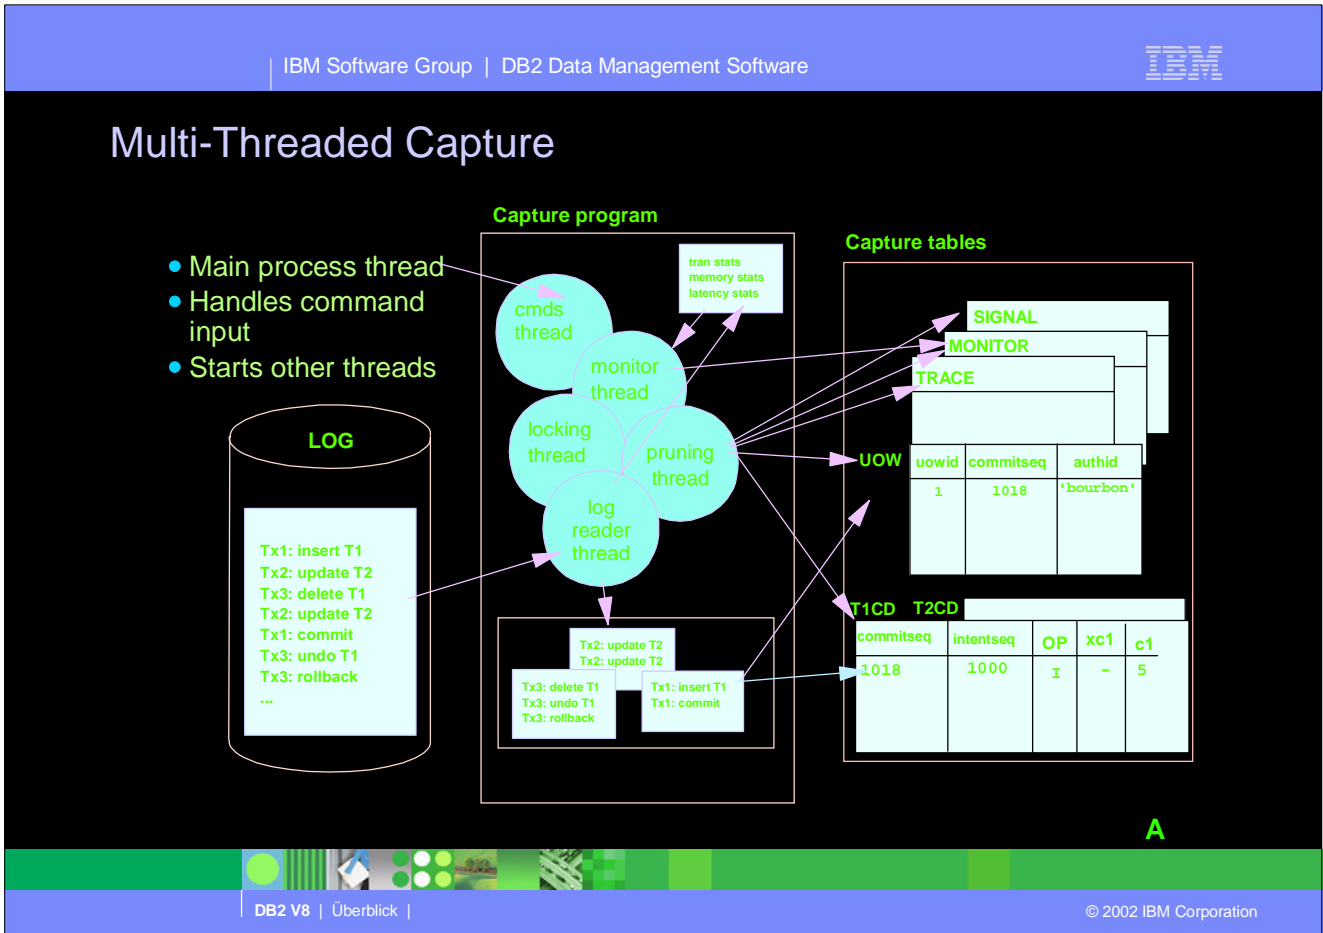 IBM Software Group | DB2 Data Management Software
IBM
Multi-Threaded Capture
Main process thread
Handles command
input
Starts other threads
Capture program
cmds
thread
monitor
thread
locking
thread
pruning
thread
log
reader
thread
tran stats
memory stats
latency stats
LOG
Tx1: insert T1
Tx2: update T2
Tx3: delete T1
Tx2: update T2
Tx1: commit
Tx3: undo T1
Tx3: rollback
...
Tx2: update T2
Tx2: update T2
Tx3: delete T1
Tx3: undo T1
Tx3: rollback
Tx1: insert T1
Tx1: commit
Capture tables
SIGNAL
MONITOR
TRACE
UOW
uowid commitseq authid
1 1018 'bourbon'
T1CD T2CD
commitseq intentseq OP xc1 c1
1018 1000 I - 5
A
DB2 V8 | Überblick |
© 2002 IBM Corporation